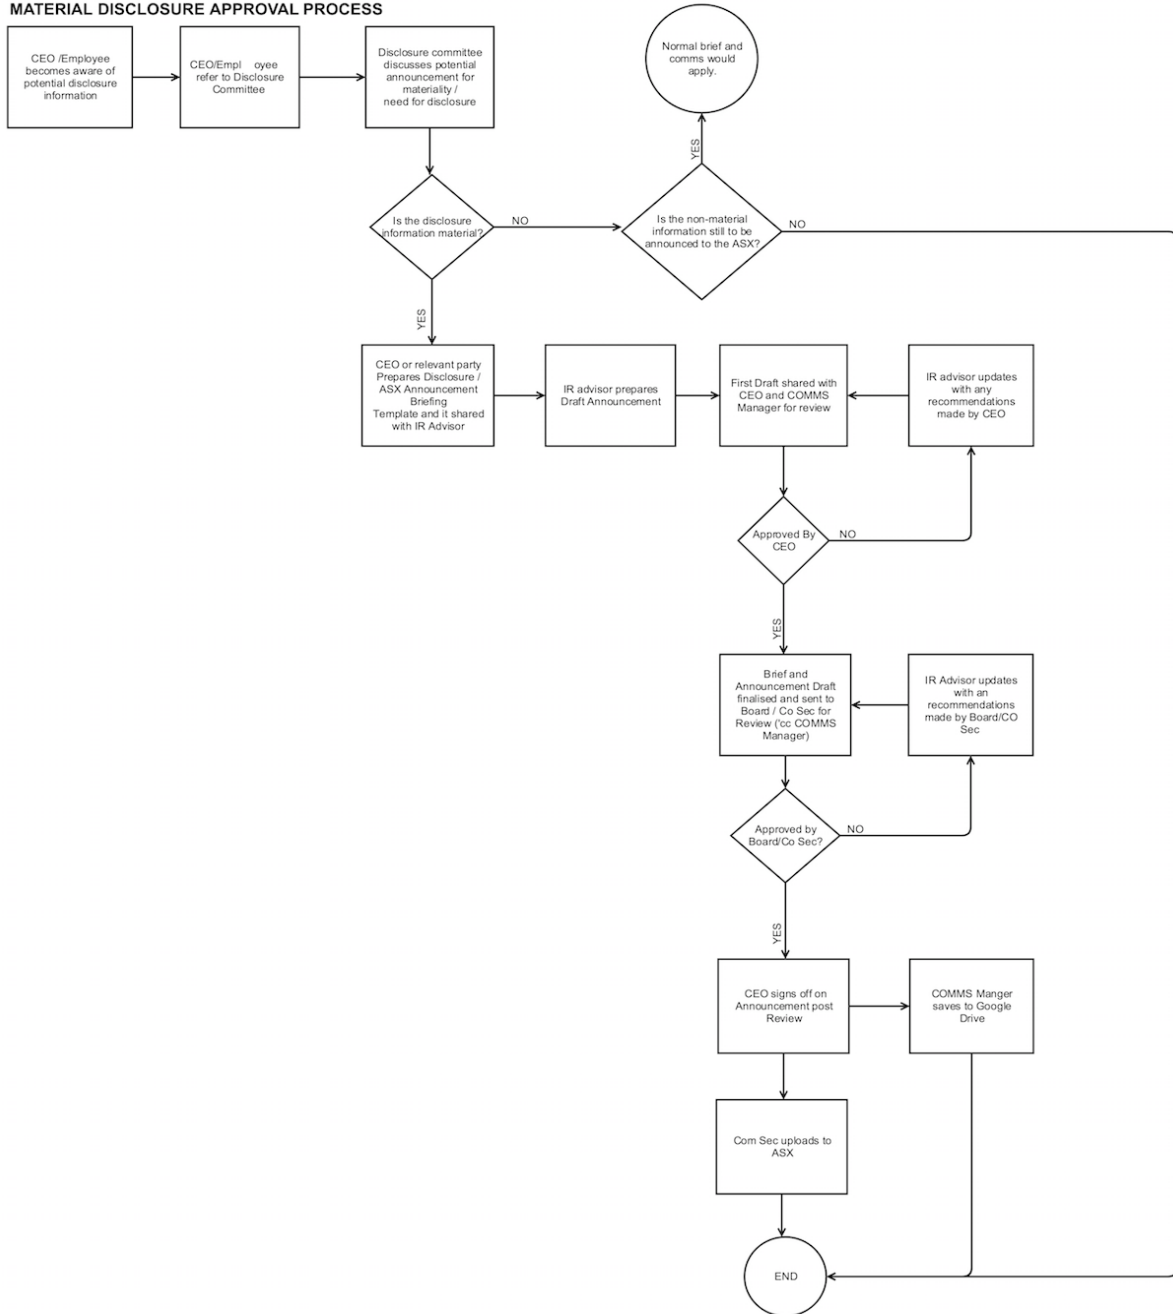 MATERIAL DISCLOSURE APPROVAL PROCESS
CEO /Employee
becomes aware of
potential disclosure
information
CEO/Empl oyee
refer to Disclosure
Committee
Disclosure committee
discusses potential
announcement for
materiality /
need for disclosure
Normal brief and
comms would
apply.
YES
Is the disclosure
information material?
NO
Is the non-material
information still to be
announced to the ASX?
NO
YES
CEO or relevant party
Prepares Disclosure /
ASX Announcement
Briefing
Template and it shared
with IR Advisor
IR advisor prepares
Draft Announcement
First Draft shared with
CEO and COMMS
Manager for review
IR advisor updates
with any
recommendations
made by CEO
Approved By
CEO
NO
YES
Brief and
Announcement Draft
finalised and sent to
Board / Co Sec for
Review ('cc COMMS
Manager)
IR Advisor updates
with an
recommendations
made by Board/CO
Sec
Approved by
Board/Co Sec?
NO
YES
CEO signs off on
Announcement post
Review
COMMS Manger
saves to Google
Drive
Com Sec uploads to
ASX
END